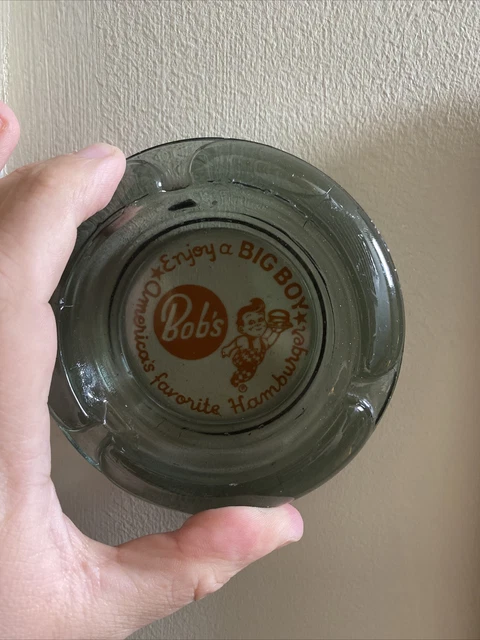 ★Enjoy a BIG BOY★
America's favorite Hamburger
Bob's
®